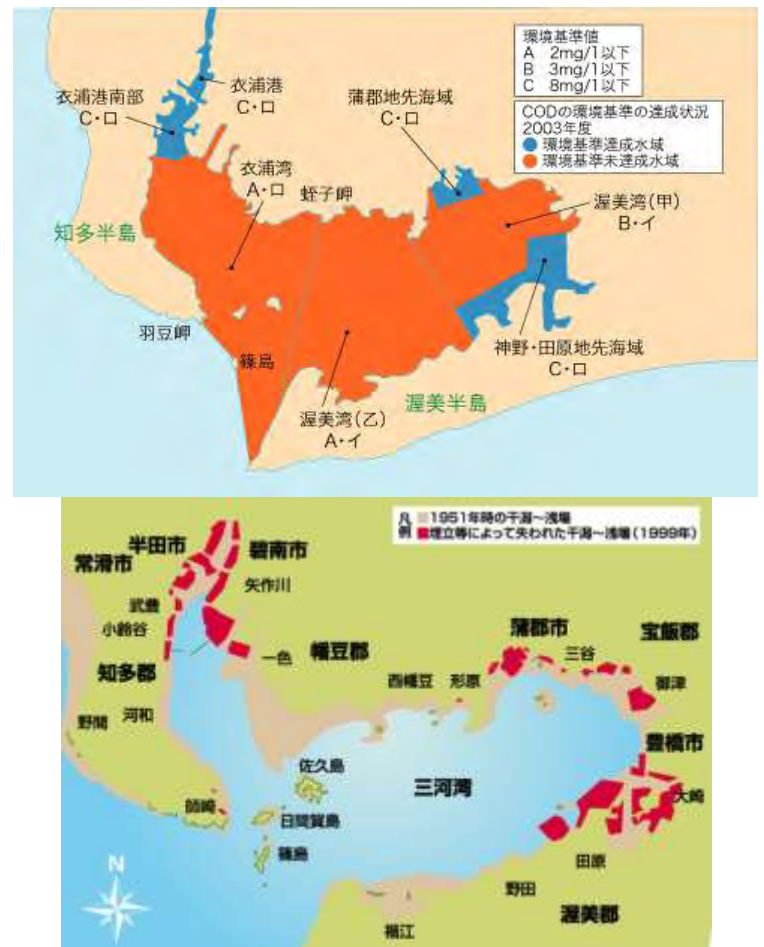 環境基準値
A 2mg/l以下
B 3mg/l以下
C 8mg/l以下
CODの環境基準の達成状況
2003年度
環境基準達成水域
環境基準未達成水域
衣浦港
C・ロ
衣浦港南部
C・ロ
蒲郡地先海域
C・ロ
衣浦湾
A・ロ
蛭子岬
渥美湾(甲)
B・イ
知多半島
羽豆岬
篠島
神野・田原地先海域
C・ロ
渥美湾(乙)
A・イ
渥美半島
凡例
1951年時の干潟~浅場
埋立等によって失われた干潟~浅場(1999年)
半田市
碧南市
常滑市
矢作川
武豊
小鈴谷
一色
幡豆郡
蒲郡市
宝飯郡
三谷
知多郡
西幡豆
形原
御津
野間
河和
豊橋市
佐久島
三河湾
大崎
師崎
日間賀島
篠島
田原
N
野田
渥美郡
福江